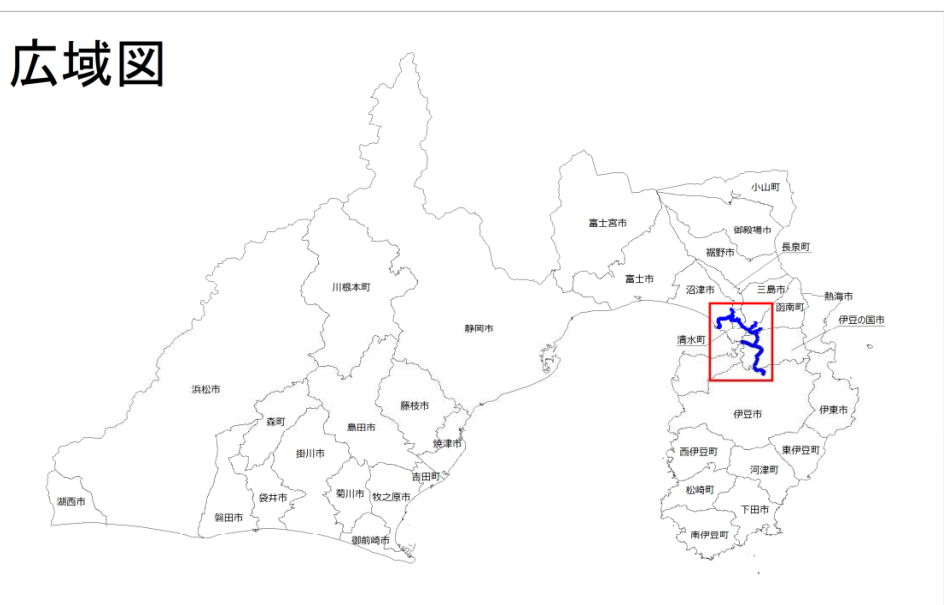 広域図
小山町
御殿場市
富士宮市
長泉町
裾野市
富士市
川根本町
沼津市
三島市
熱海市
函南町
伊豆の国市
静岡市
清水町
浜松市
藤枝市
伊豆市
伊東市
森町
島田市
焼津市
掛川市
西伊豆町
東伊豆町
河津町
吉田町
松崎町
菊川市
牧之原市
袋井市
湖西市
下田市
磐田市
南伊豆町
御前崎市